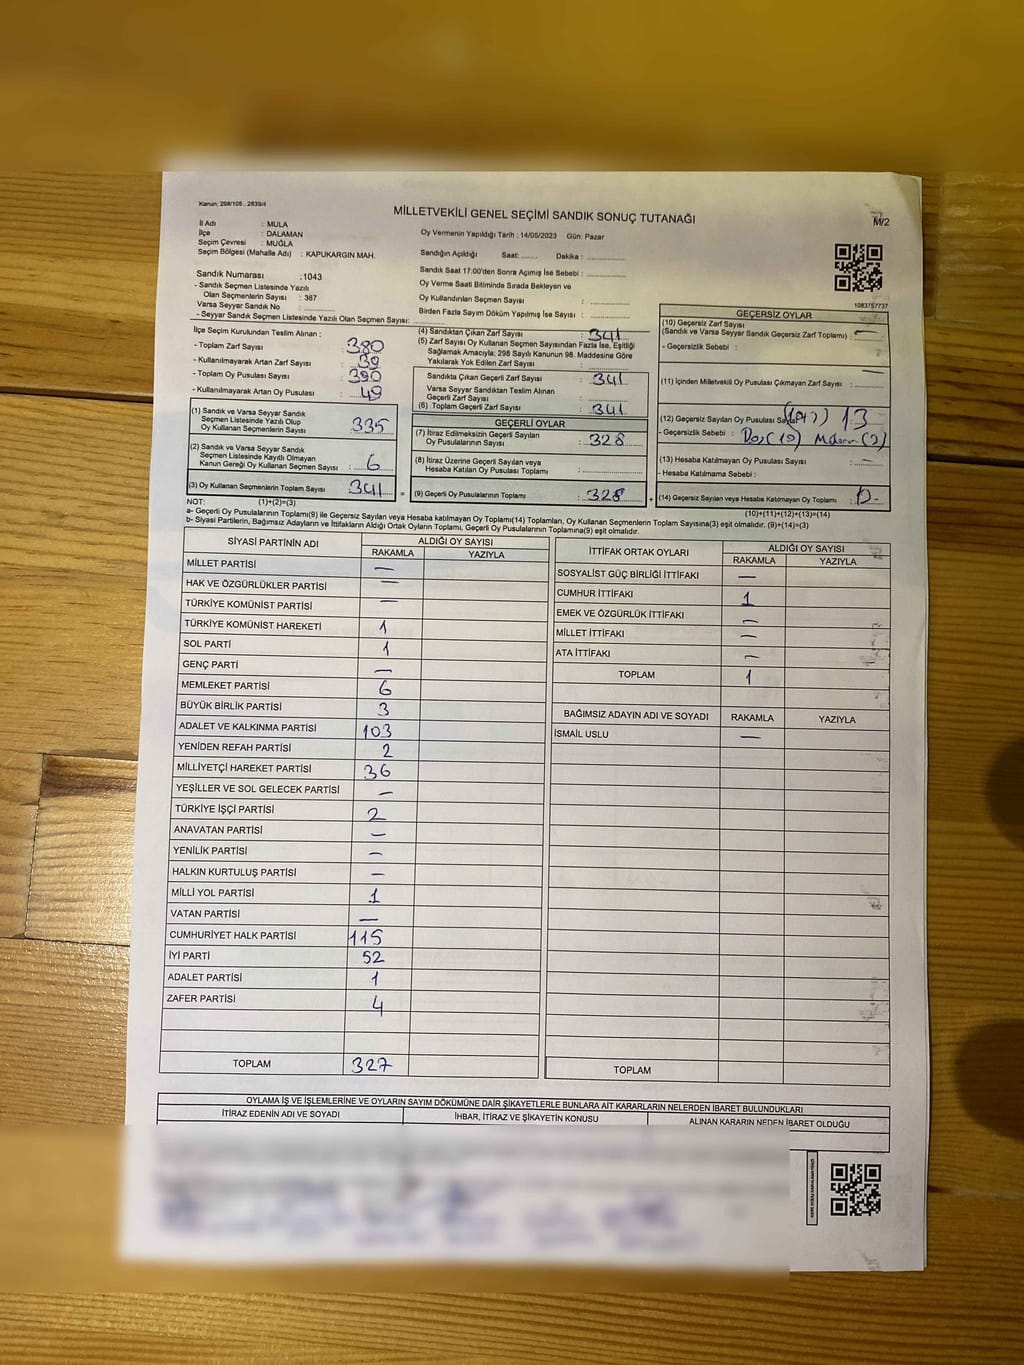 Kanun; 298/105 , 2839/4
MİLLETVEKİLİ GENEL SEÇİMİ SANDIK SONUÇ TUTANAĞI
M/2
İl Adı : MULA
İlçe : DALAMAN
Seçim Çevresi : MUĞLA
Seçim Bölgesi (Mahalle Adı) : KAPUKARGIN MAH.
Oy Vermenin Yapıldığı Tarih : 14/05/2023 Gün: Pazar
Sandığın Açıldığı Saat: Dakika :
Sandık Saat 17:00'den Sonra Açımış İse Sebebi :
Oy Verme Saati Bitiminde Sırada Bekleyen ve
Oy Kullandırılan Seçmen Sayısı :
Birden Fazla Sayım Döküm Yapılmış İse Sayısı :
Sandık Numarası : 1043
- Sandık Seçmen Listesinde Yazılı
Olan Seçmenlerin Sayısı : 387
Varsa Seyyar Sandık No :
- Seyyar Sandık Seçmen Listesinde Yazılı Olan Seçmen Sayısı:
1083757737
İlçe Seçim Kurulundan Teslim Alınan :
- Toplam Zarf Sayısı : 380
- Kullanılmayarak Artan Zarf Sayısı : 39
- Toplam Oy Pusulası Sayısı : 390
- Kullanılmayarak Artan Oy Pusulası : 49
(1) Sandık ve Varsa Seyyar Sandık
Seçmen Listesinde Yazılı Olup
Oy Kullanan Seçmenlerin Sayısı : 335
(2) Sandık ve Varsa Seyyar Sandık
Seçmen Listesinde Kayıtlı Olmayan
Kanun Gereği Oy Kullanan Seçmen Sayısı : 6
(3) Oy Kullanan Seçmenlerin Toplam Sayısı : 341
(4) Sandıktan Çıkan Zarf Sayısı : 341
(5) Zarf Sayısı Oy Kullanan Seçmen Sayısından Fazla İse, Eşitliği
Sağlamak Amacıyla; 298 Sayılı Kanunun 98. Maddesine Göre
Yakılarak Yok Edilen Zarf Sayısı :
Sandıkta Çıkan Geçerli Zarf Sayısı : 341
Varsa Seyyar Sandıktan Teslim Alınan
Geçerli Zarf Sayısı :
(6) Toplam Geçerli Zarf Sayısı : 341
GEÇERLİ OYLAR
(7) İtiraz Edilmeksizin Geçerli Sayılan
Oy Pusulalarının Sayısı : 328
(8) İtiraz Üzerine Geçerli Sayılan veya
Hesaba Katılan Oy Pusulası Toplamı :
= (9) Geçerli Oy Pusulalarının Toplamı : 328
GEÇERSİZ OYLAR
(10) Geçersiz Zarf Sayısı
(Sandık ve Varsa Seyyar Sandık Geçersiz Zarf Toplamı) : —
- Geçersizlik Sebebi : —
(11) İçinden Milletvekili Oy Pusulası Çıkmayan Zarf Sayısı :
(12) Geçersiz Sayılan Oy Pusulası 13
- Geçersizlik Sebebi :
(13) Hesaba Katılmayan Oy Pusulası Sayısı : —
- Hesaba Katılmama Sebebi :
(14) Geçersiz Sayılan veya Hesaba Katılmayan Oy Toplamı :
NOT: (1)+(2)=(3)
(10)+(11)+(12)+(13)=(14)
a- Geçerli Oy Pusulalarının Toplamı(9) ile Geçersiz Sayılan veya Hesaba katılmayan Oy Toplamı(14) Toplamları, Oy Kullanan Seçmenlerin Toplam Sayısına(3) eşit olmalıdır. (9)+(14)=(3)
b- Siyasi Partilerin, Bağımsız Adayların ve İttifakların Aldığı Ortak Oyların Toplamı, Geçerli Oy Pusulalarının Toplamına(9) eşit olmalıdır.
SİYASİ PARTİNİN ADI ALDIĞI OY SAYISI
RAKAMLA YAZIYLA
MİLLET PARTİSİ —
HAK VE ÖZGÜRLÜKLER PARTİSİ —
TÜRKİYE KOMÜNİST PARTİSİ —
TÜRKİYE KOMÜNİST HAREKETİ 1
SOL PARTİ 1
GENÇ PARTİ —
MEMLEKET PARTİSİ 6
BÜYÜK BİRLİK PARTİSİ 3
ADALET VE KALKINMA PARTİSİ 103
YENİDEN REFAH PARTİSİ 2
MİLLİYETÇİ HAREKET PARTİSİ 36
YEŞİLLER VE SOL GELECEK PARTİSİ —
TÜRKİYE İŞÇİ PARTİSİ 2
ANAVATAN PARTİSİ —
YENİLİK PARTİSİ —
HALKIN KURTULUŞ PARTİSİ —
MİLLİ YOL PARTİSİ 1
VATAN PARTİSİ —
CUMHURİYET HALK PARTİSİ 115
İYİ PARTİ 52
ADALET PARTİSİ 1
ZAFER PARTİSİ 4
TOPLAM 327
İTTİFAK ORTAK OYLARI ALDIĞI OY SAYISI
RAKAMLA YAZIYLA
SOSYALİST GÜÇ BİRLİĞİ İTTİFAKI —
CUMHUR İTTİFAKI 1
EMEK VE ÖZGÜRLÜK İTTİFAKI —
MİLLET İTTİFAKI —
ATA İTTİFAKI —
TOPLAM 1
BAĞIMSIZ ADAYIN ADI VE SOYADI RAKAMLA YAZIYLA
İSMAİL USLU —
TOPLAM
OYLAMA İŞ VE İŞLEMLERİNE VE OYLARIN SAYIM DÖKÜMÜNE DAİR ŞİKAYETLERLE BUNLARA AİT KARARLARIN NELERDEN İBARET BULUNDUKLARI
İTİRAZ EDENİN ADI VE SOYADI İHBAR, İTİRAZ VE ŞİKAYETİN KONUSU ALINAN KARARIN NEDEN İBARET OLDUĞU